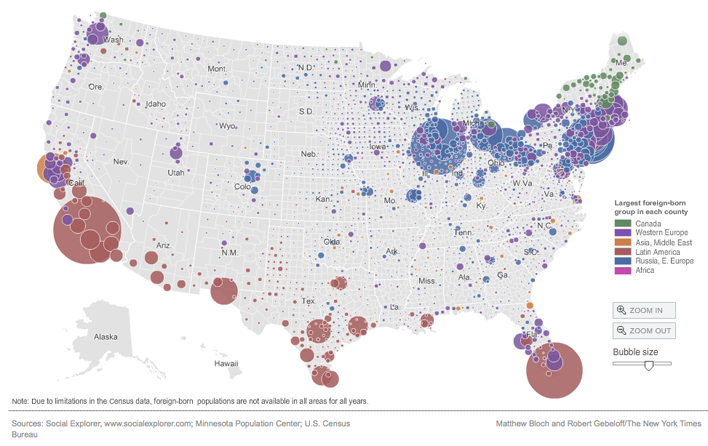 Wash.
Mont.
N.D.
Minn.
Me.
Ore.
Idaho
S.D.
Wis.
Wyo.
Iowa
Pa.
Neb.
Nev.
Utah
Ohio
Ind.
Colo.
W.Va.
Calif.
Kan.
Mo.
Va.
Ky.
Largest foreign-born
group in each county
Canada
Western Europe
Asia, Middle East
Latin America
Russia, E. Europe
Africa
N.C.
Tenn.
Ariz.
N.M.
Okla.
Ark.
S.C.
Miss.
Ala.
Ga.
Tex.
La.
Fla.
ZOOM IN
ZOOM OUT
Bubble size
Alaska
Hawaii
Note: Due to limitations in the Census data, foreign-born populations are not available in all areas for all years.
Sources: Social Explorer, www.socialexplorer.com; Minnesota Population Center; U.S. Census
Bureau
Matthew Bloch and Robert Gebeloff/The New York Times